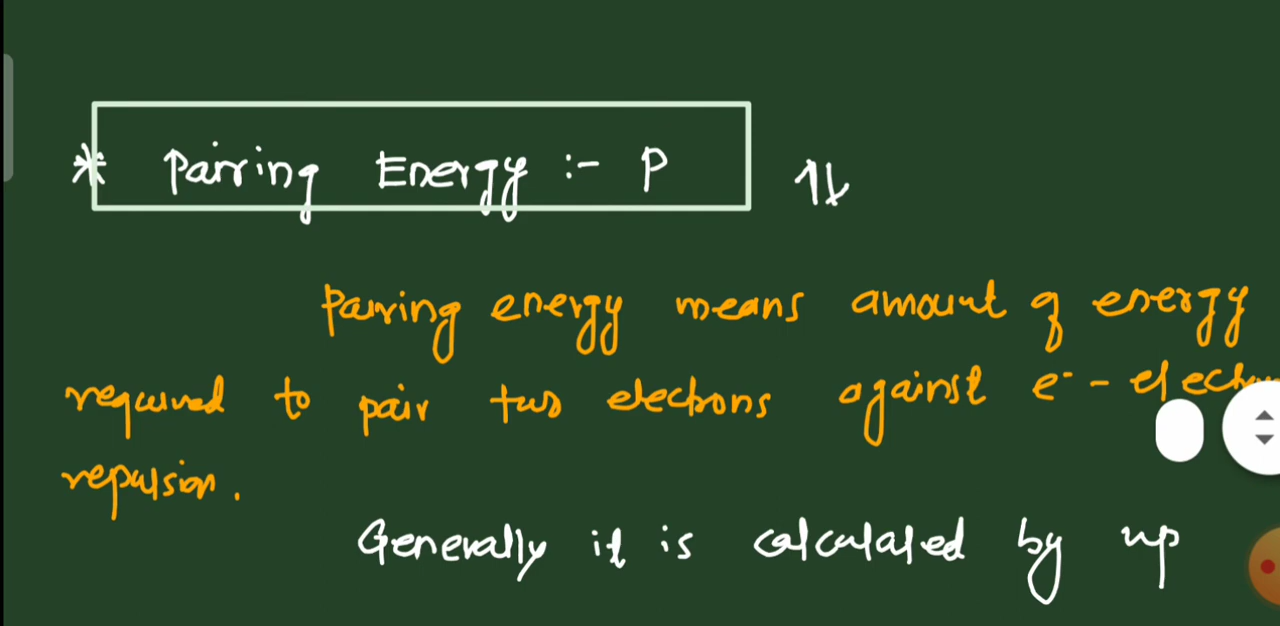 * Pairing Energy :- P ↿⇂
Pairing energy means amount of energy
required to pair two electrons against e⁻ - electron
repulsion.
Generally it is calculated by up